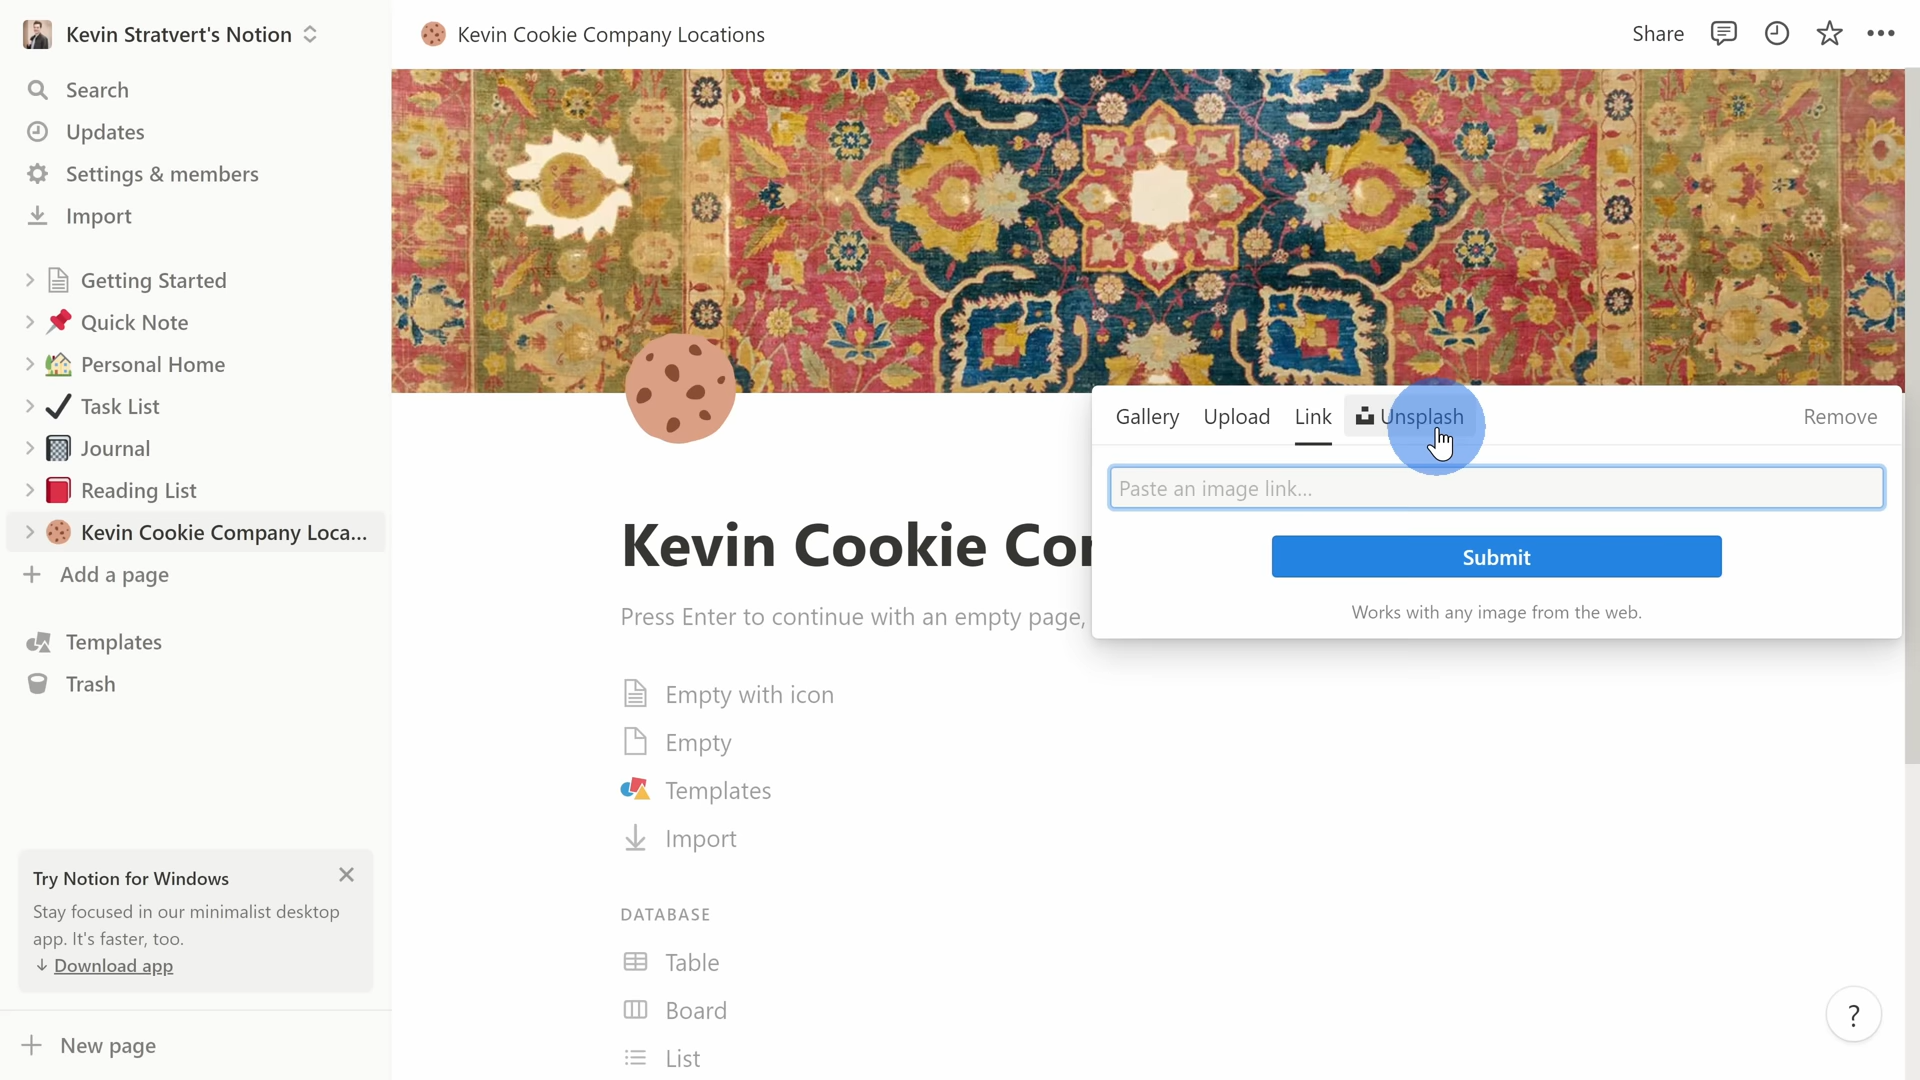 Kevin Stratvert's Notion
Search
Updates
Settings & members
Import
Getting Started
Quick Note
Personal Home
Task List
Journal
Reading List
Kevin Cookie Company Loca...
Add a page
Templates
Trash
Try Notion for Windows
Stay focused in our minimalist desktop
app. It's faster, too.
Download app
New page
Kevin Cookie Company Locations
Share
Gallery
Upload
Link
Unsplash
Remove
Paste an image link...
Submit
Works with any image from the web.
Kevin Cookie Cor
Press Enter to continue with an empty page,
Empty with icon
Empty
Templates
Import
DATABASE
Table
Board
List
?